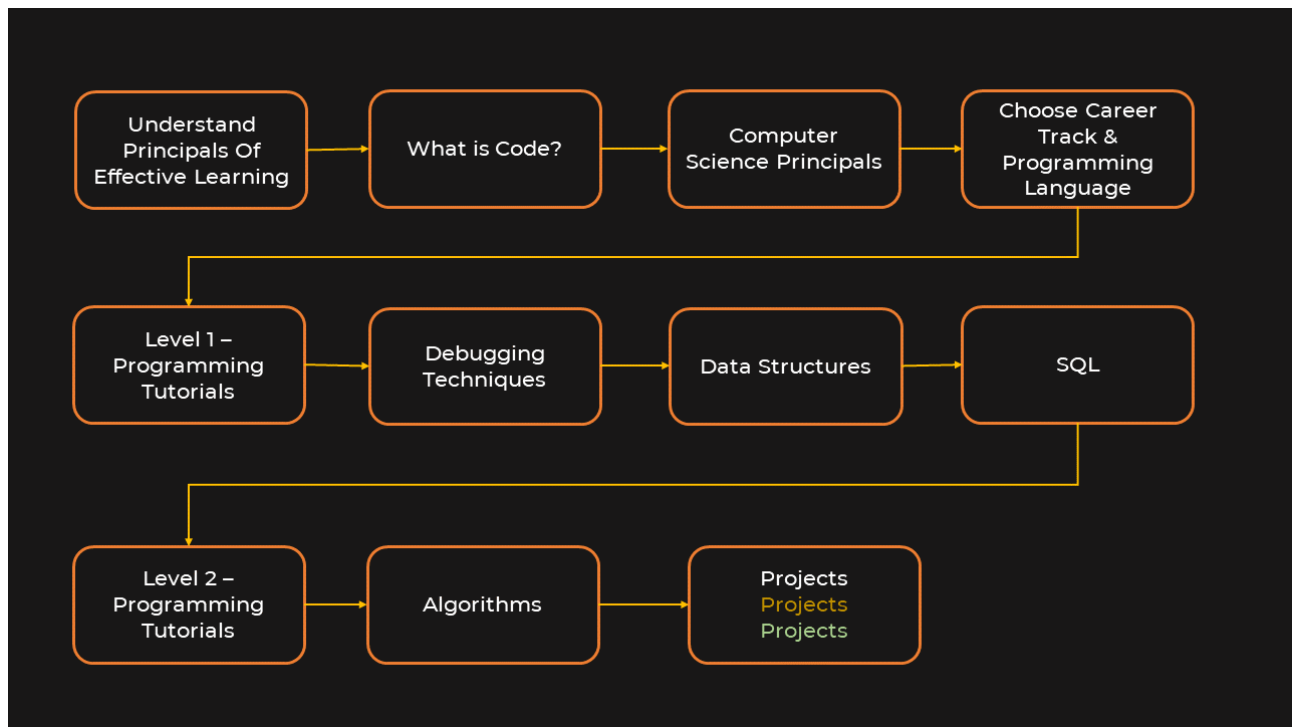 Understand
Principals Of
Effective Learning
What is Code?
Computer
Science Principals
Choose Career
Track &
Programming
Language
Level 1 –
Programming
Tutorials
Debugging
Techniques
Data Structures
SQL
Level 2 –
Programming
Tutorials
Algorithms
Projects
Projects
Projects